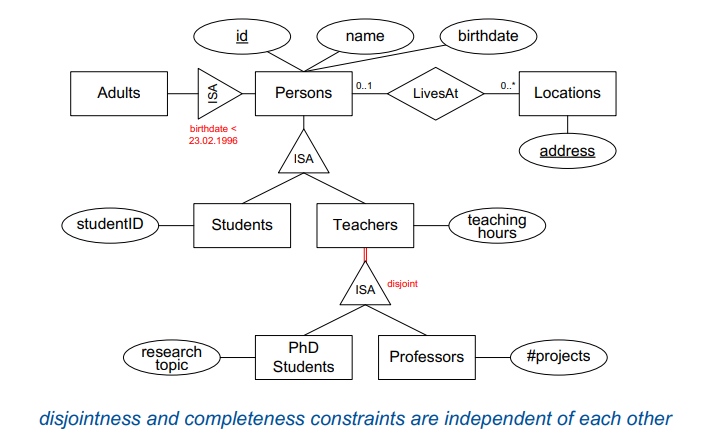 id
name
birthdate
Adults
ISA
Persons
0..1
LivesAt
0..*
Locations
birthdate <
23.02.1996
address
ISA
studentID
Students
Teachers
teaching
hours
ISA
disjoint
research
topic
PhD
Students
Professors
#projects
disjointness and completeness constraints are independent of each other